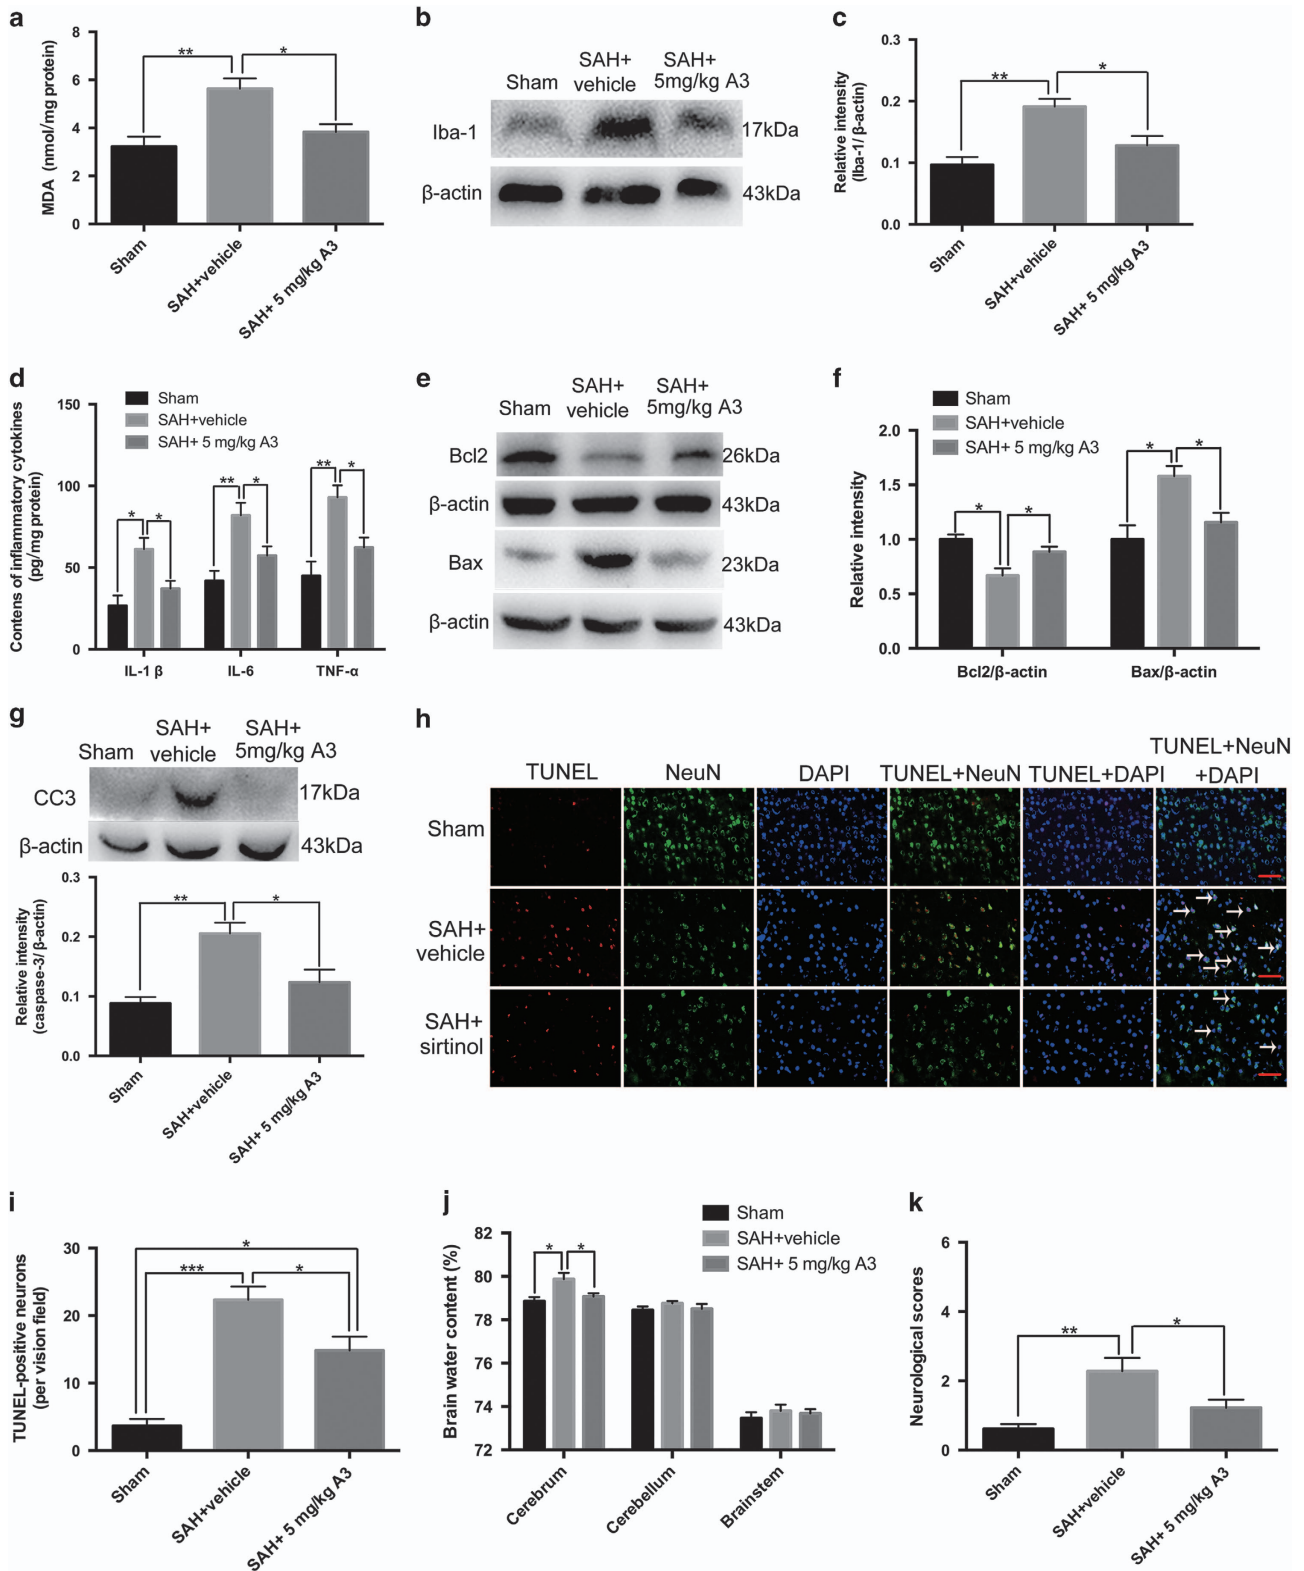 a
MDA (nmol/mg protein)
8
6
4
2
0
** *
Sham
SAH+vehicle
SAH+ 5 mg/kg A3
b
Sham
SAH+
vehicle
SAH+
5mg/kg A3
Iba-1
17kDa
β-actin
43kDa
c
Relative intensity
(Iba-1/ β-actin)
0.3
0.2
0.1
0.0
** *
Sham
SAH+vehicle
SAH+ 5 mg/kg A3
d
Sham
SAH+vehicle
SAH+ 5 mg/kg A3
Contens of inflammatory cytokines
(pg/mg protein)
150
100
50
0
* * ** * ** *
IL-1 β IL-6 TNF-α
e
Sham
SAH+
vehicle
SAH+
5mg/kg A3
Bcl2
26kDa
β-actin
43kDa
Bax
23kDa
β-actin
43kDa
f
Sham
SAH+vehicle
SAH+ 5 mg/kg A3
Relative intensity
2.0
1.5
1.0
0.5
0.0
* * * *
Bcl2/β-actin Bax/β-actin
g
Sham
SAH+
vehicle
SAH+
5mg/kg A3
CC3
17kDa
β-actin
43kDa
Relative intensity
(caspase-3/ β-actin)
0.3
0.2
0.1
0.0
** *
Sham
SAH+vehicle
SAH+ 5 mg/kg A3
h
TUNEL NeuN DAPI TUNEL+NeuN TUNEL+DAPI
TUNEL+NeuN
+DAPI
Sham
SAH+
vehicle
SAH+
sirtinol
i
TUNEL-positive neurons
(per vision field)
30
20
10
0
*
*** *
Sham
SAH+vehicle
SAH+ 5 mg/kg A3
j
Sham
SAH+vehicle
SAH+ 5 mg/kg A3
Brain water content (%)
82
80
78
76
74
72
* *
Cerebrum
Cerebellum
Brainstem
k
Neurological scores
6
4
2
0
** *
Sham
SAH+vehicle
SAH+ 5 mg/kg A3